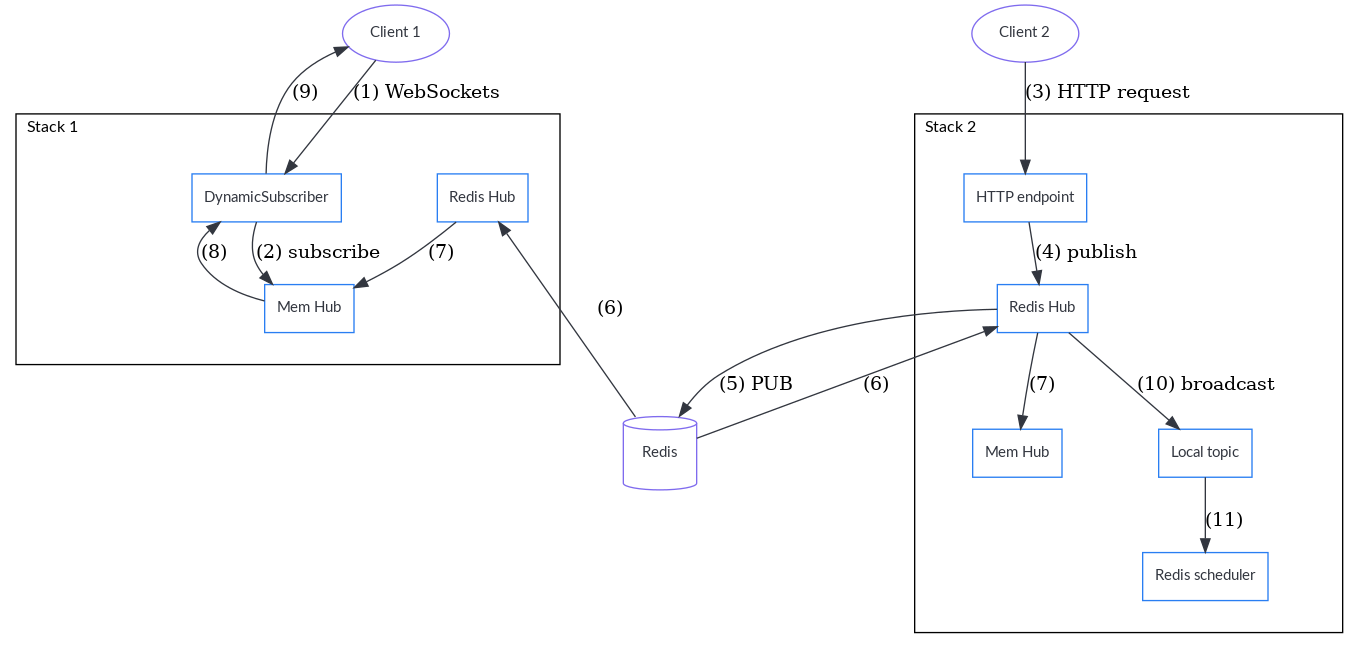 Client 1
Client 2
(9)
(1) WebSockets
(3) HTTP request
Stack 1
Stack 2
DynamicSubscriber
Redis Hub
HTTP endpoint
(8)
(2) subscribe
(7)
(4) publish
Mem Hub
(6)
Redis Hub
(5) PUB
(6)
(7)
(10) broadcast
Redis
Mem Hub
Local topic
(11)
Redis scheduler